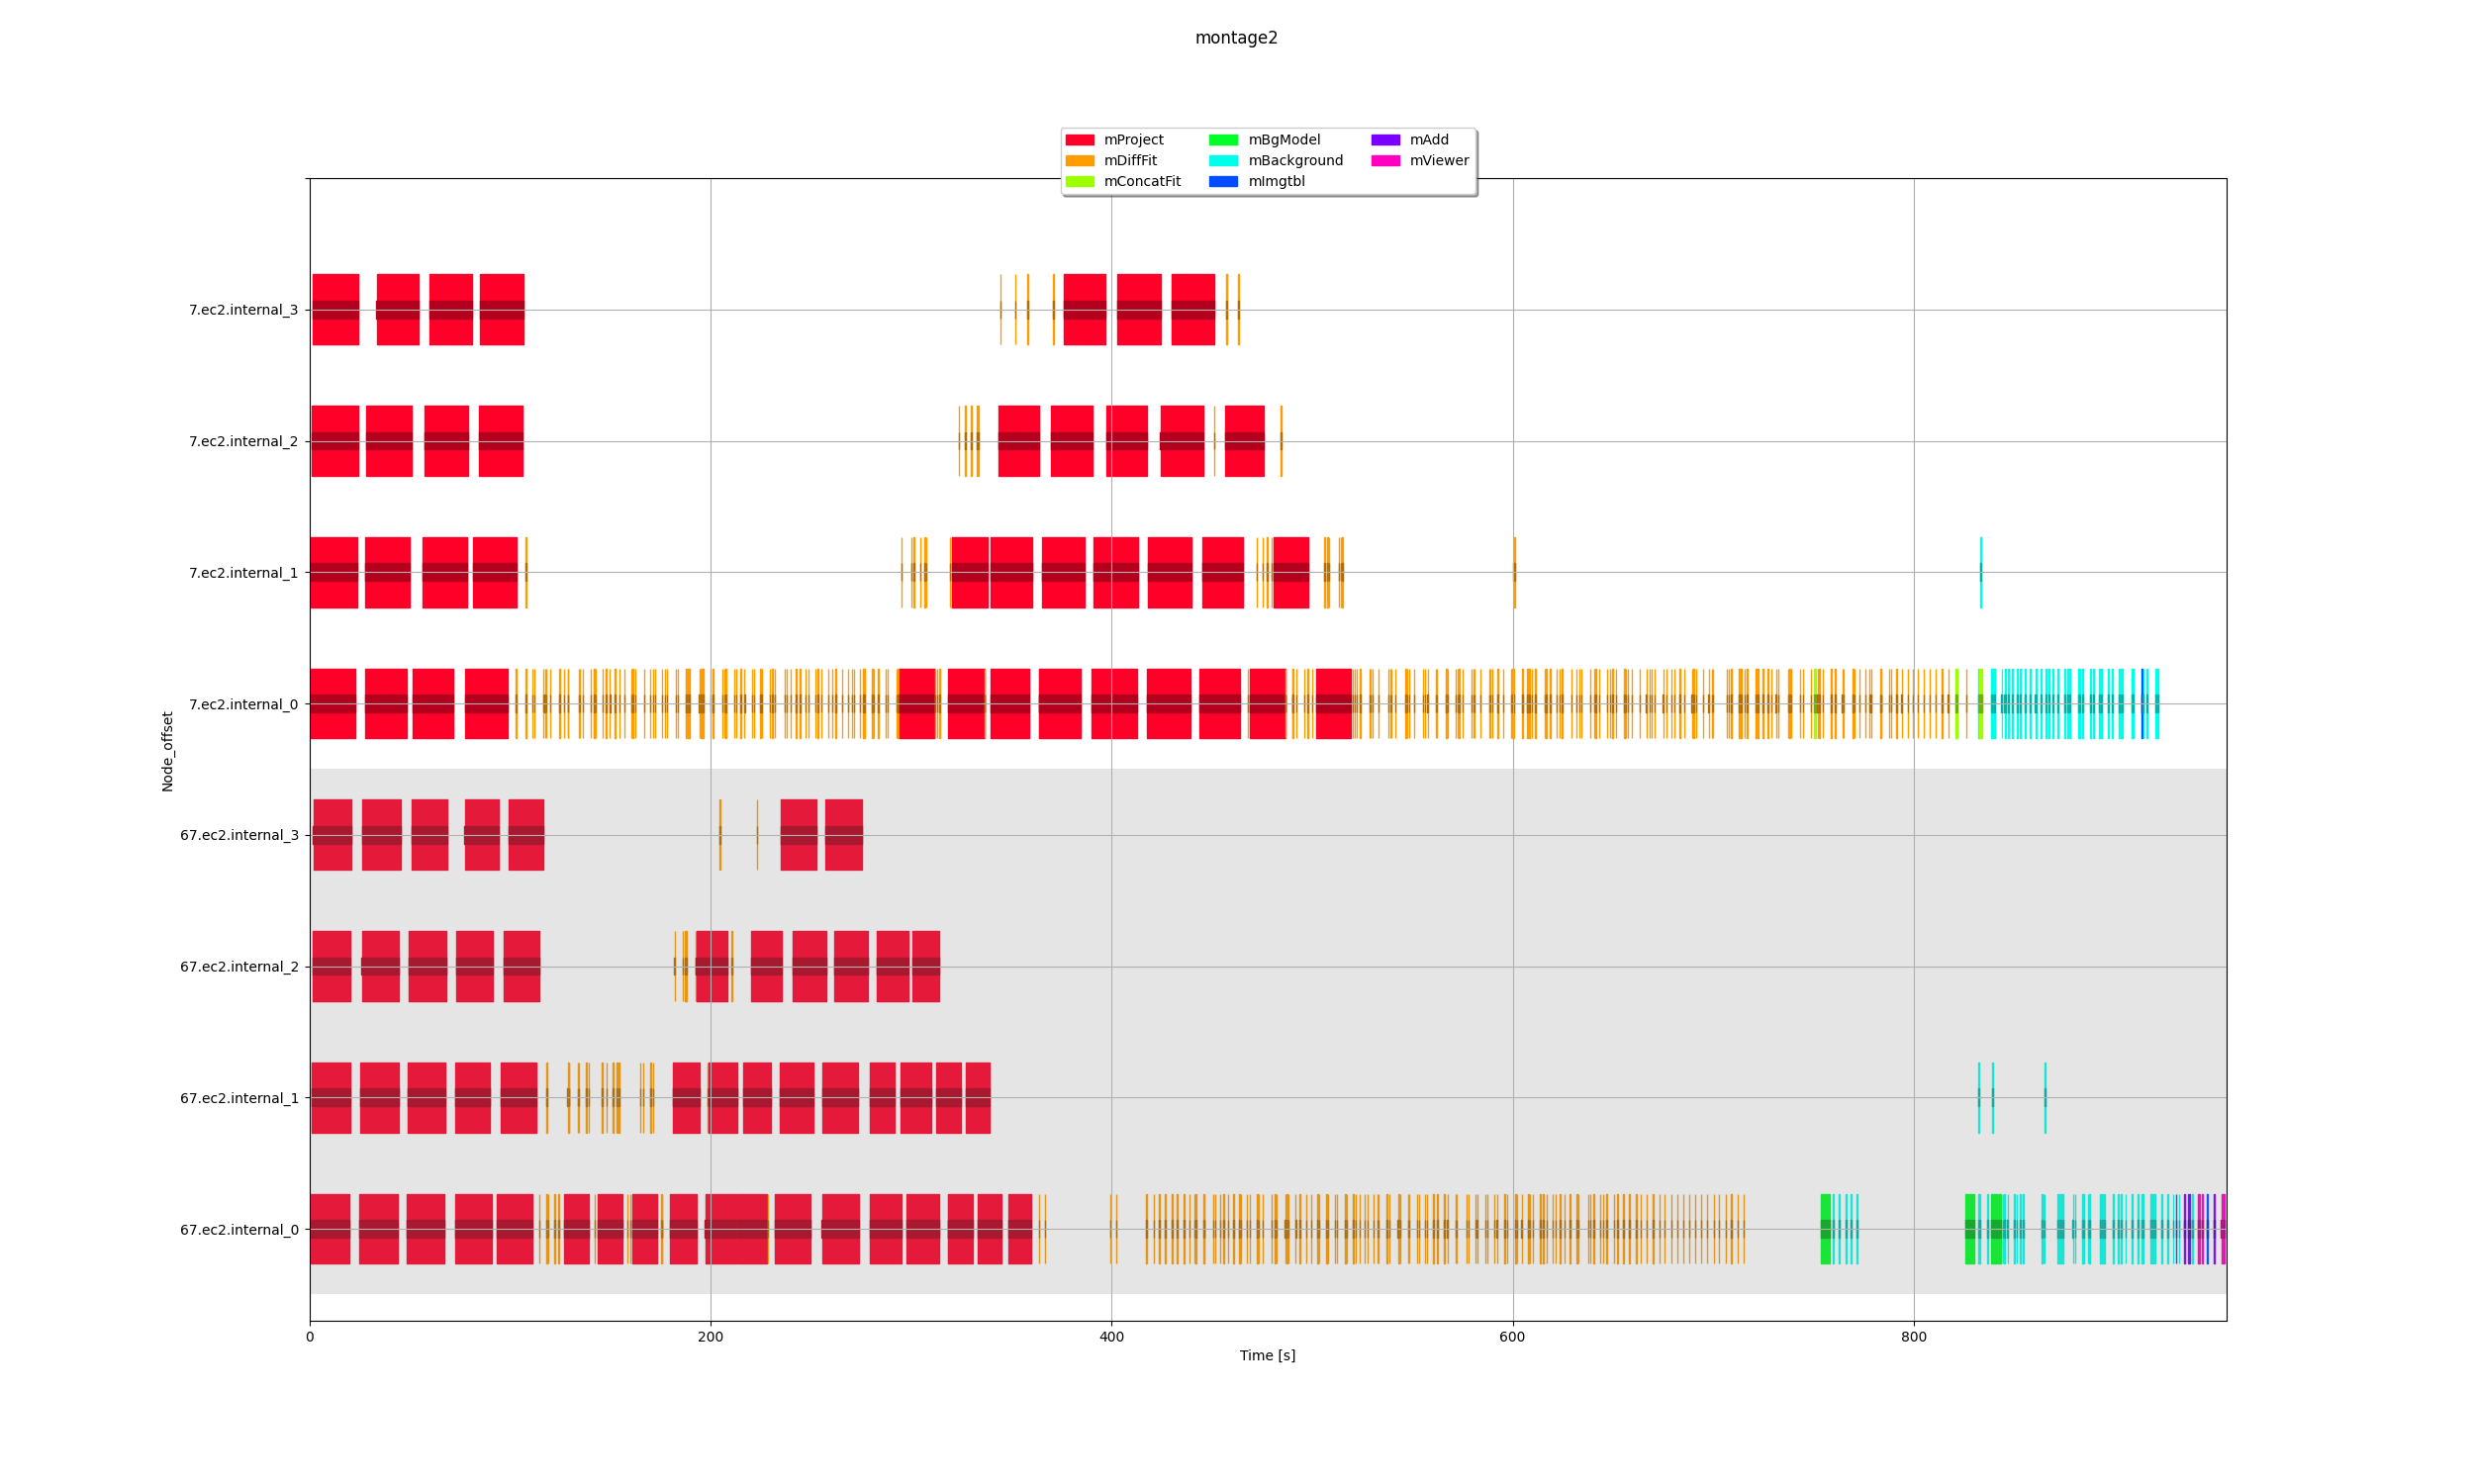 montage2
mProject mBgModel mAdd
mDiffFit mBackground mViewer
mConcatFit mImgtbl
7.ec2.internal_3
7.ec2.internal_2
7.ec2.internal_1
7.ec2.internal_0
67.ec2.internal_3
67.ec2.internal_2
67.ec2.internal_1
67.ec2.internal_0
Node_offset
0 200 400 600 800
Time [s]